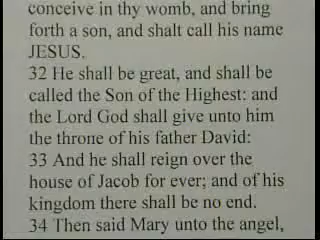 conceive in thy womb, and bring
forth a son, and shalt call his name
JESUS.
32 He shall be great, and shall be
called the Son of the Highest: and
the Lord God shall give unto him
the throne of his father David:
33 And he shall reign over the
house of Jacob for ever; and of his
kingdom there shall be no end.
34 Then said Mary unto the angel,